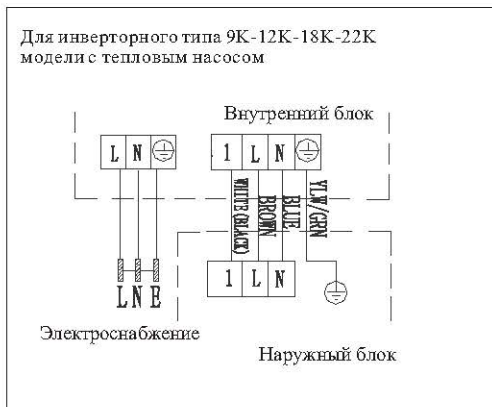 Для инверторного типа 9K-12K-18K-22K
модели с тепловым насосом
Внутренний блок
L N
1 L N
WHITE(BLACK)
BROWN
BLUE
YLW/GRN
1 L N
L N E
Электроснабжение
Наружный блок